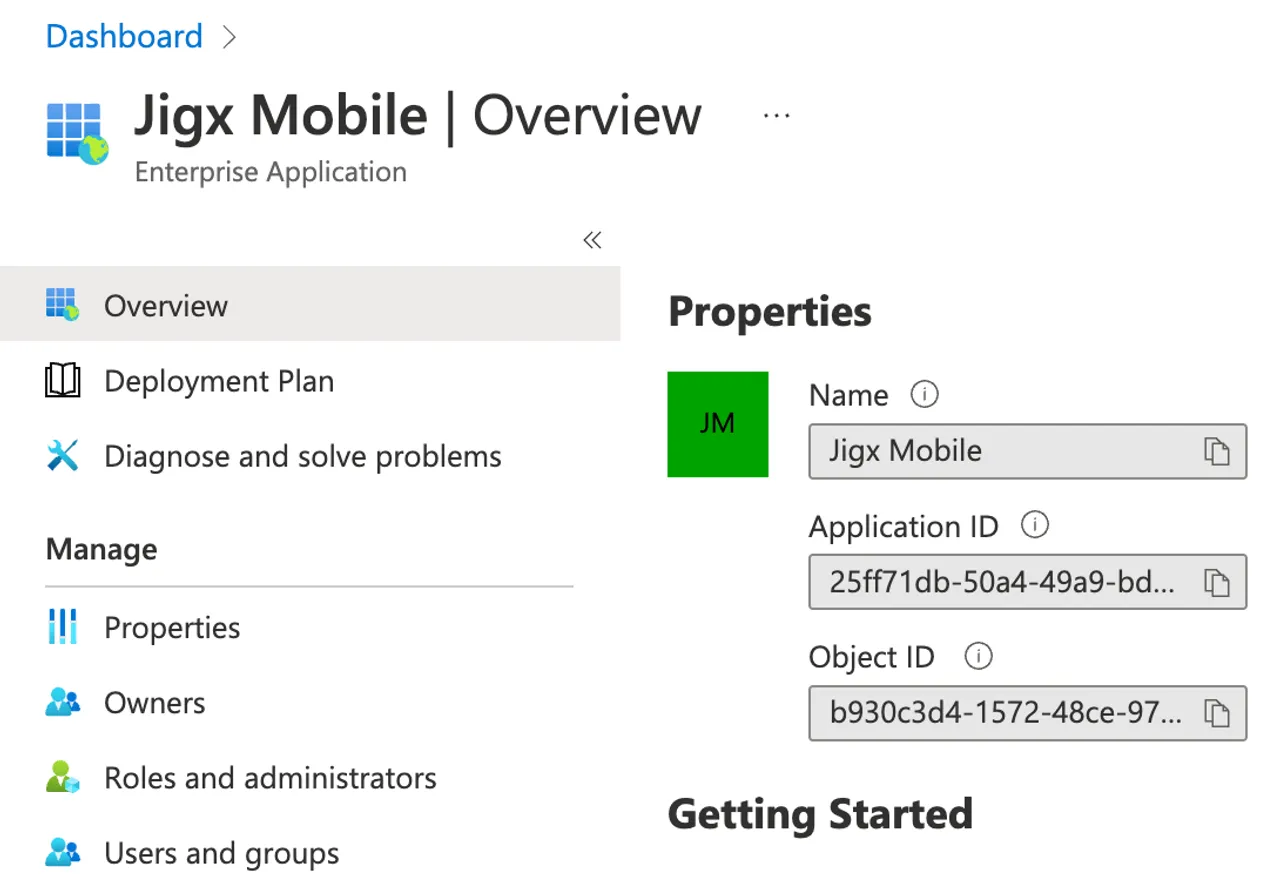 Dashboard
Jigx Mobile | Overview ...
Enterprise Application
Overview
Deployment Plan
Diagnose and solve problems
Manage
Properties
Owners
Roles and administrators
Users and groups
Properties
JM
Name
Jigx Mobile
Application ID
25ff71db-50a4-49a9-bd...
Object ID
b930c3d4-1572-48ce-97...
Getting Started